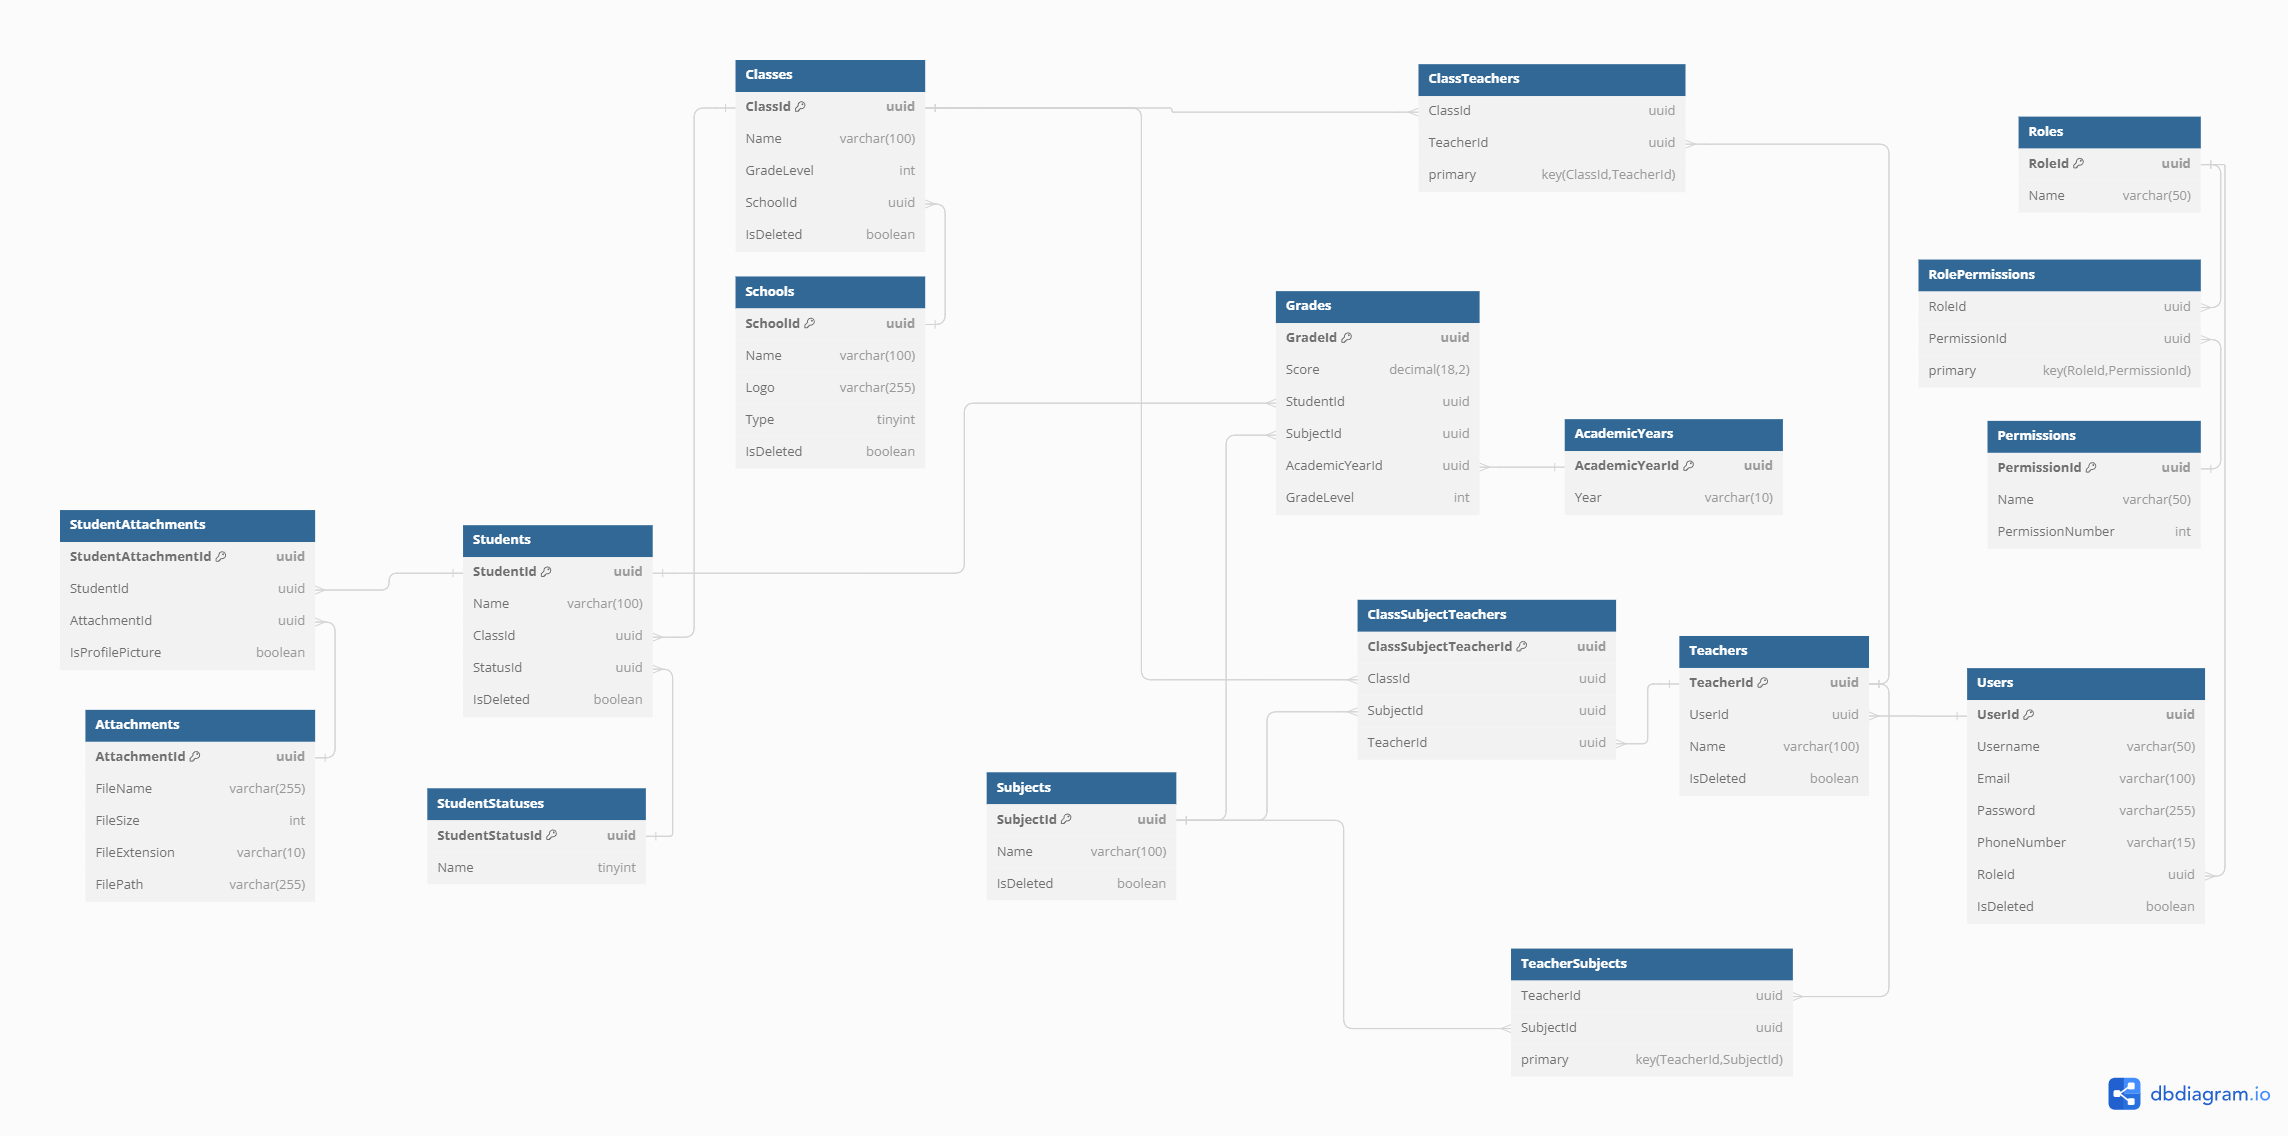 Classes
ClassId uuid
Name varchar(100)
GradeLevel int
SchoolId uuid
IsDeleted boolean
Schools
SchoolId uuid
Name varchar(100)
Logo varchar(255)
Type tinyint
IsDeleted boolean
StudentAttachments
StudentAttachmentId uuid
StudentId uuid
AttachmentId uuid
IsProfilePicture boolean
Attachments
AttachmentId uuid
FileName varchar(255)
FileSize int
FileExtension varchar(10)
FilePath varchar(255)
Students
StudentId uuid
Name varchar(100)
ClassId uuid
StatusId uuid
IsDeleted boolean
StudentStatuses
StudentStatusId uuid
Name tinyint
ClassTeachers
ClassId uuid
TeacherId uuid
primary key(ClassId,TeacherId)
Grades
GradeId uuid
Score decimal(18,2)
StudentId uuid
SubjectId uuid
AcademicYearId uuid
GradeLevel int
AcademicYears
AcademicYearId uuid
Year varchar(10)
ClassSubjectTeachers
ClassSubjectTeacherId uuid
ClassId uuid
SubjectId uuid
TeacherId uuid
Subjects
SubjectId uuid
Name varchar(100)
IsDeleted boolean
Teachers
TeacherId uuid
UserId uuid
Name varchar(100)
IsDeleted boolean
TeacherSubjects
TeacherId uuid
SubjectId uuid
primary key(TeacherId,SubjectId)
Roles
RoleId uuid
Name varchar(50)
RolePermissions
RoleId uuid
PermissionId uuid
primary key(RoleId,PermissionId)
Permissions
PermissionId uuid
Name varchar(50)
PermissionNumber int
Users
UserId uuid
Username varchar(50)
Email varchar(100)
Password varchar(255)
PhoneNumber varchar(15)
RoleId uuid
IsDeleted boolean
dbdiagram.io